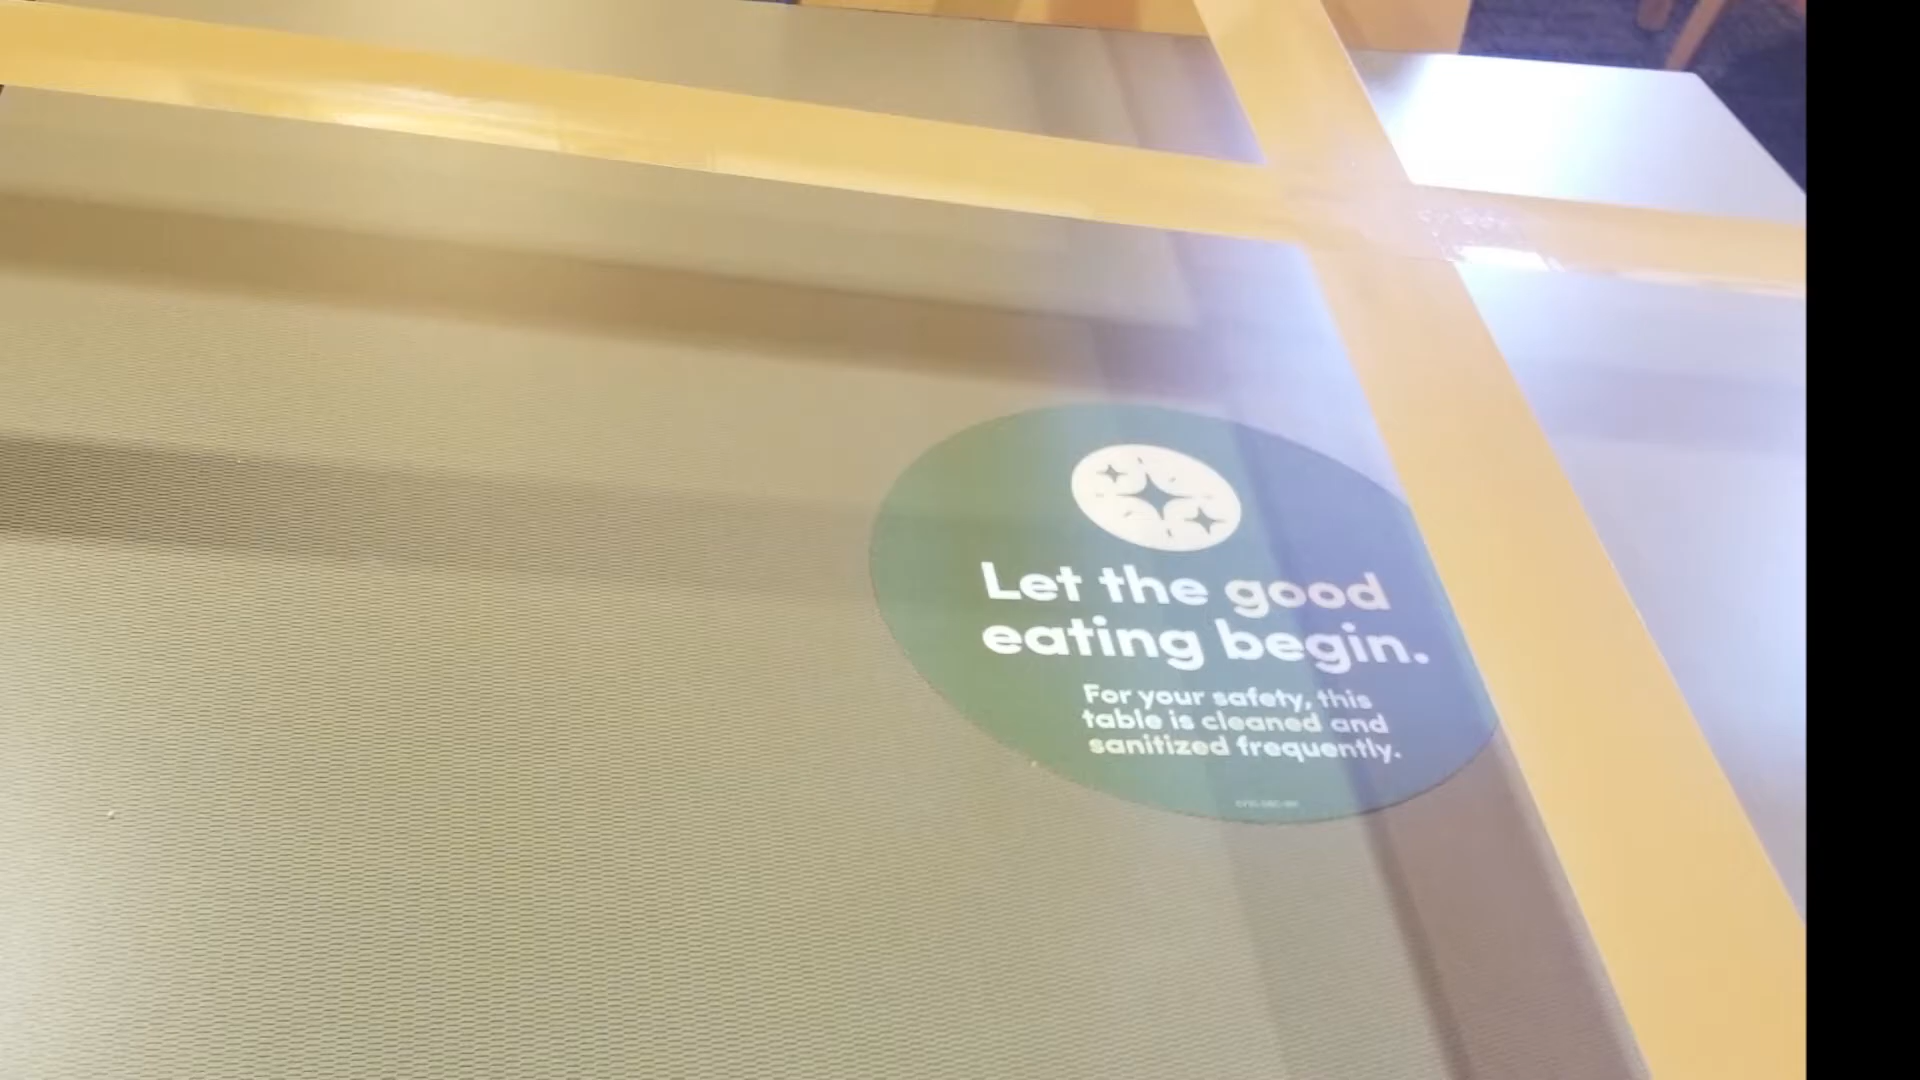 Let the good
eating begin.
For your safety, this
table is cleaned and
sanitized frequently.